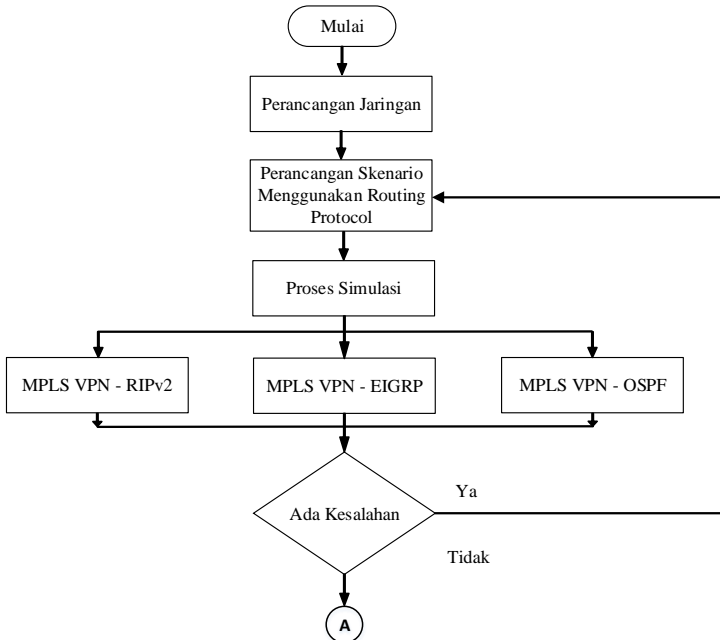 Mulai
Perancangan Jaringan
Perancangan Skenario
Menggunakan Routing
Protocol
Proses Simulasi
MPLS VPN - RIPv2
MPLS VPN - EIGRP
MPLS VPN - OSPF
Ada Kesalahan
Ya
Tidak
A